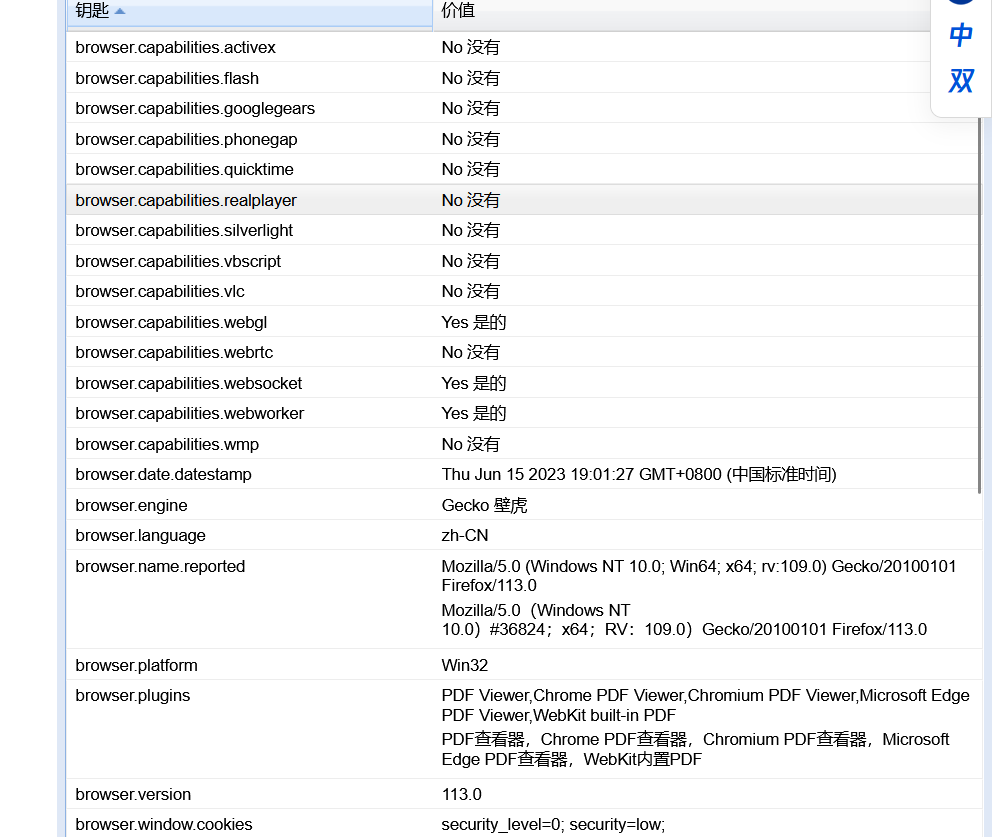 钥匙 价值
中
双
browser.capabilities.activex No 没有
browser.capabilities.flash No 没有
browser.capabilities.googlegears No 没有
browser.capabilities.phonegap No 没有
browser.capabilities.quicktime No 没有
browser.capabilities.realplayer No 没有
browser.capabilities.silverlight No 没有
browser.capabilities.vbscript No 没有
browser.capabilities.vlc No 没有
browser.capabilities.webgl Yes 是的
browser.capabilities.webrtc No 没有
browser.capabilities.websocket Yes 是的
browser.capabilities.webworker Yes 是的
browser.capabilities.wmp No 没有
browser.date.datestamp Thu Jun 15 2023 19:01:27 GMT+0800 (中国标准时间)
browser.engine Gecko 壁虎
browser.language zh-CN
browser.name.reported Mozilla/5.0 (Windows NT 10.0; Win64; x64; rv:109.0) Gecko/20100101
Firefox/113.0
Mozilla/5.0（Windows NT
10.0）#36824；x64；RV：109.0）Gecko/20100101 Firefox/113.0
browser.platform Win32
browser.plugins PDF Viewer,Chrome PDF Viewer,Chromium PDF Viewer,Microsoft Edge
PDF Viewer,WebKit built-in PDF
PDF查看器，Chrome PDF查看器，Chromium PDF查看器，Microsoft
Edge PDF查看器，WebKit内置PDF
browser.version 113.0
browser.window.cookies security_level=0; security=low;